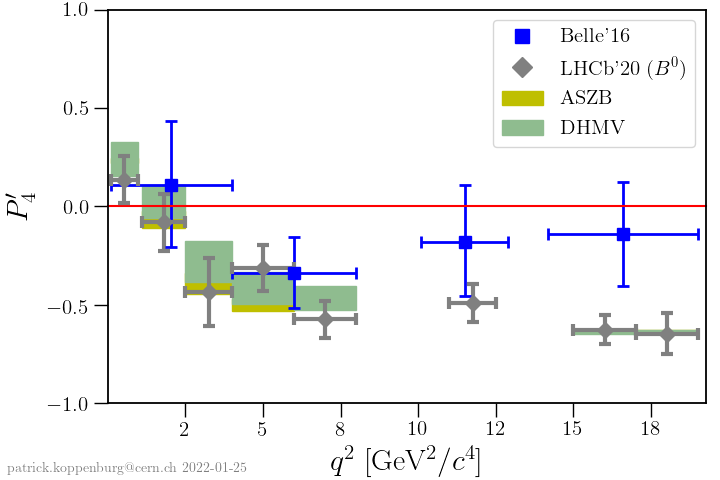 1.0
0.5
0.0
−0.5
−1.0
P′4
Belle'16
LHCb'20 (B⁰)
ASZB
DHMV
2 5 8 10 12 15 18
q² [GeV²/c⁴]
patrick.koppenburg@cern.ch 2022-01-25